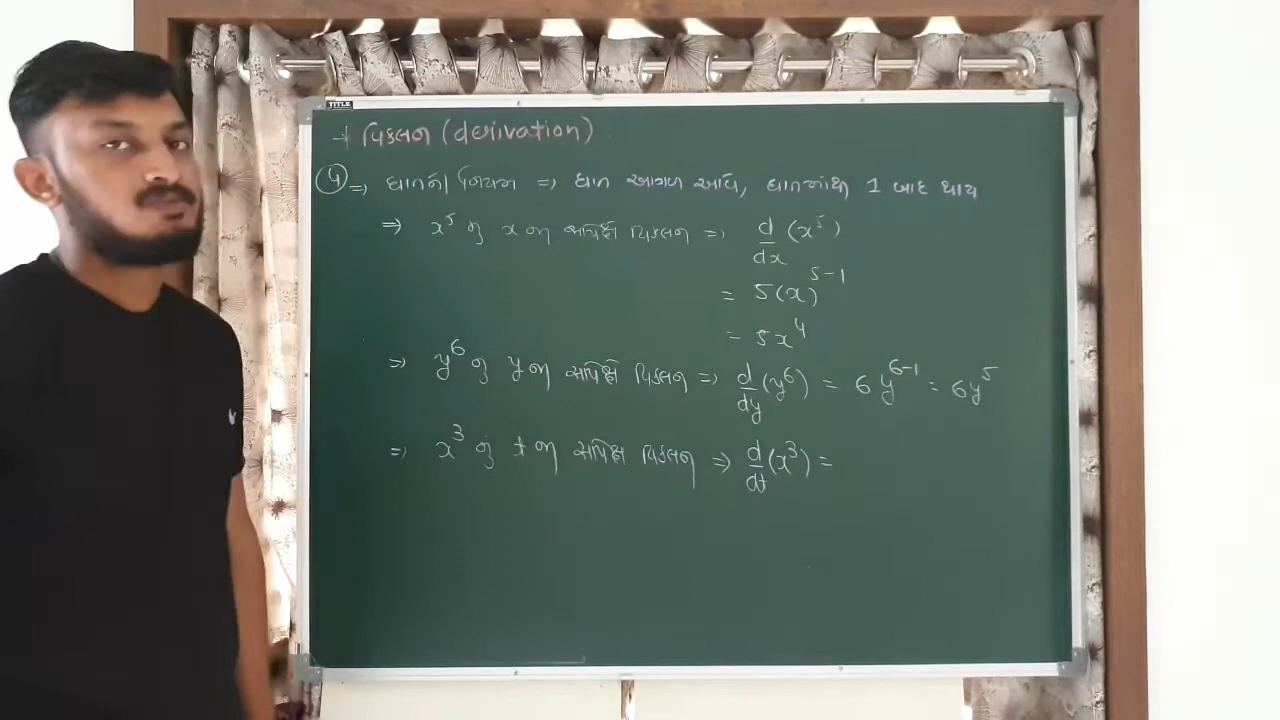 TITLE
વિકલન (derivation)
(4) ⇒ ઘાતનો નિયમ ⇒ ઘાત આગળ આવે, ઘાતમાંથી 1 બાદ થાય
⇒ x⁵ નું x ના સાપેક્ષે વિકલન ⇒ d/dx (x⁵)
= 5(x)⁵⁻¹
= 5x⁴
⇒ y⁶ નું y ના સાપેક્ષે વિકલન ⇒ d/dy (y⁶) = 6y⁶⁻¹ = 6y⁵
⇒ x³ નું t ના સાપેક્ષે વિકલન ⇒ d/dt (x³) =